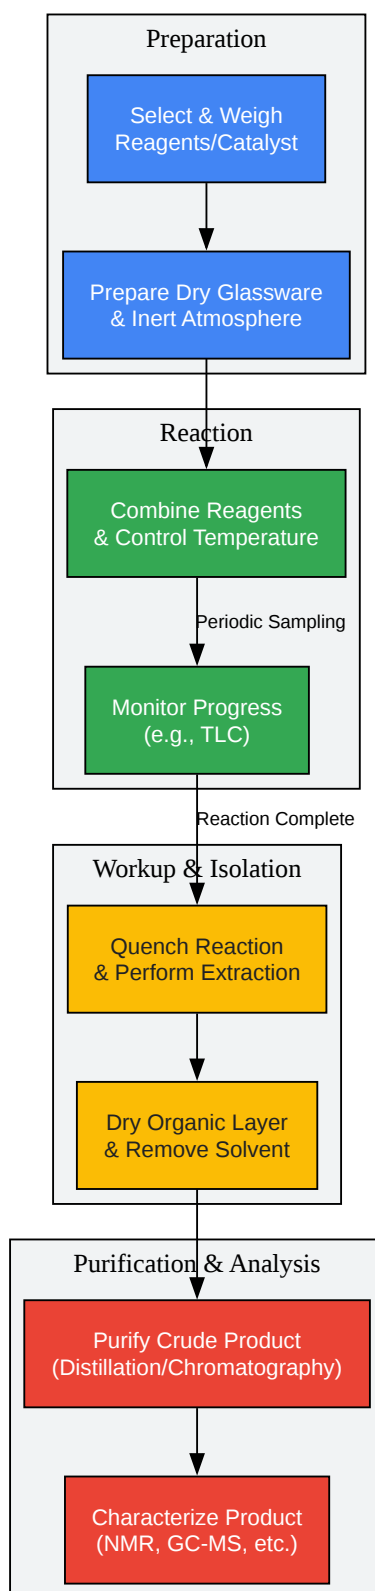 Preparation
Select & Weigh
Reagents/Catalyst
Prepare Dry Glassware
& Inert Atmosphere
Reaction
Combine Reagents
& Control Temperature
Periodic Sampling
Monitor Progress
(e.g., TLC)
Reaction Complete
Workup & Isolation
Quench Reaction
& Perform Extraction
Dry Organic Layer
& Remove Solvent
Purification & Analysis
Purify Crude Product
(Distillation/Chromatography)
Characterize Product
(NMR, GC-MS, etc.)